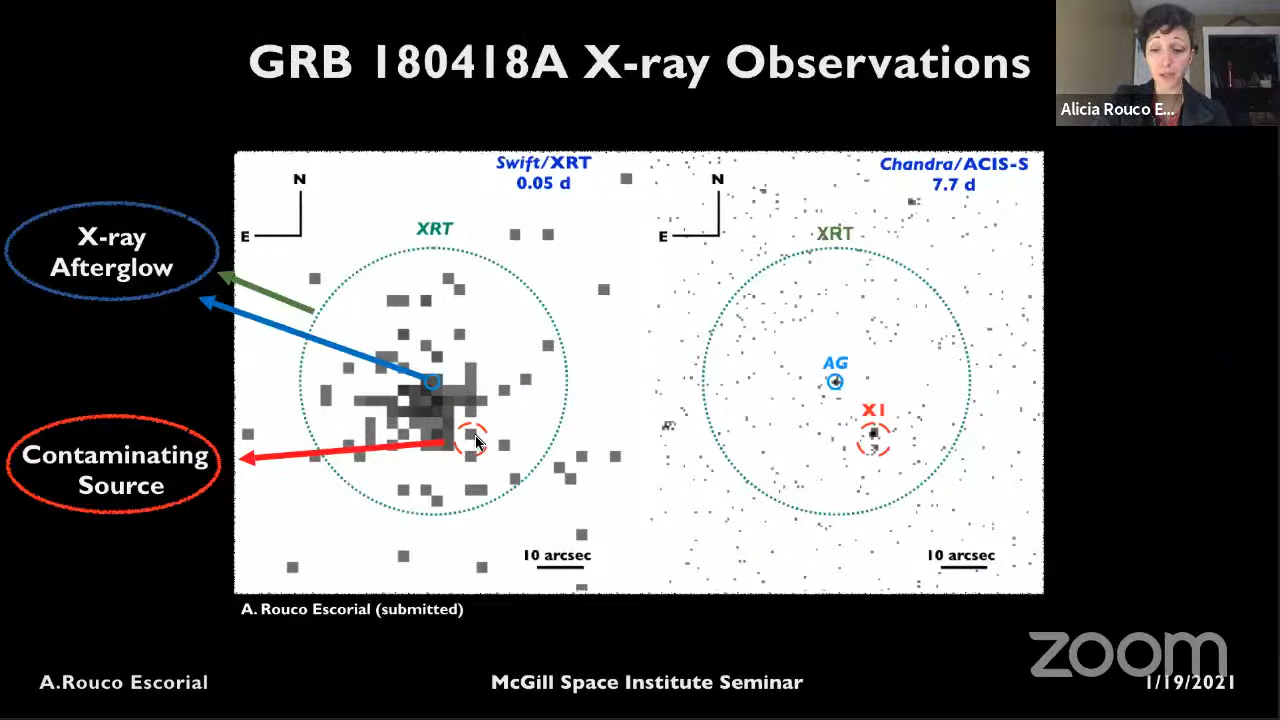 GRB 180418A X-ray Observations
Alicia Rouco E...
Swift/XRT
0.05 d
Chandra/ACIS-S
7.7 d
N
E
XRT
N
E
XRT
X-ray
Afterglow
AG
X1
Contaminating
Source
10 arcsec
10 arcsec
A. Rouco Escorial (submitted)
zoom
A.Rouco Escorial
McGill Space Institute Seminar
1/19/2021